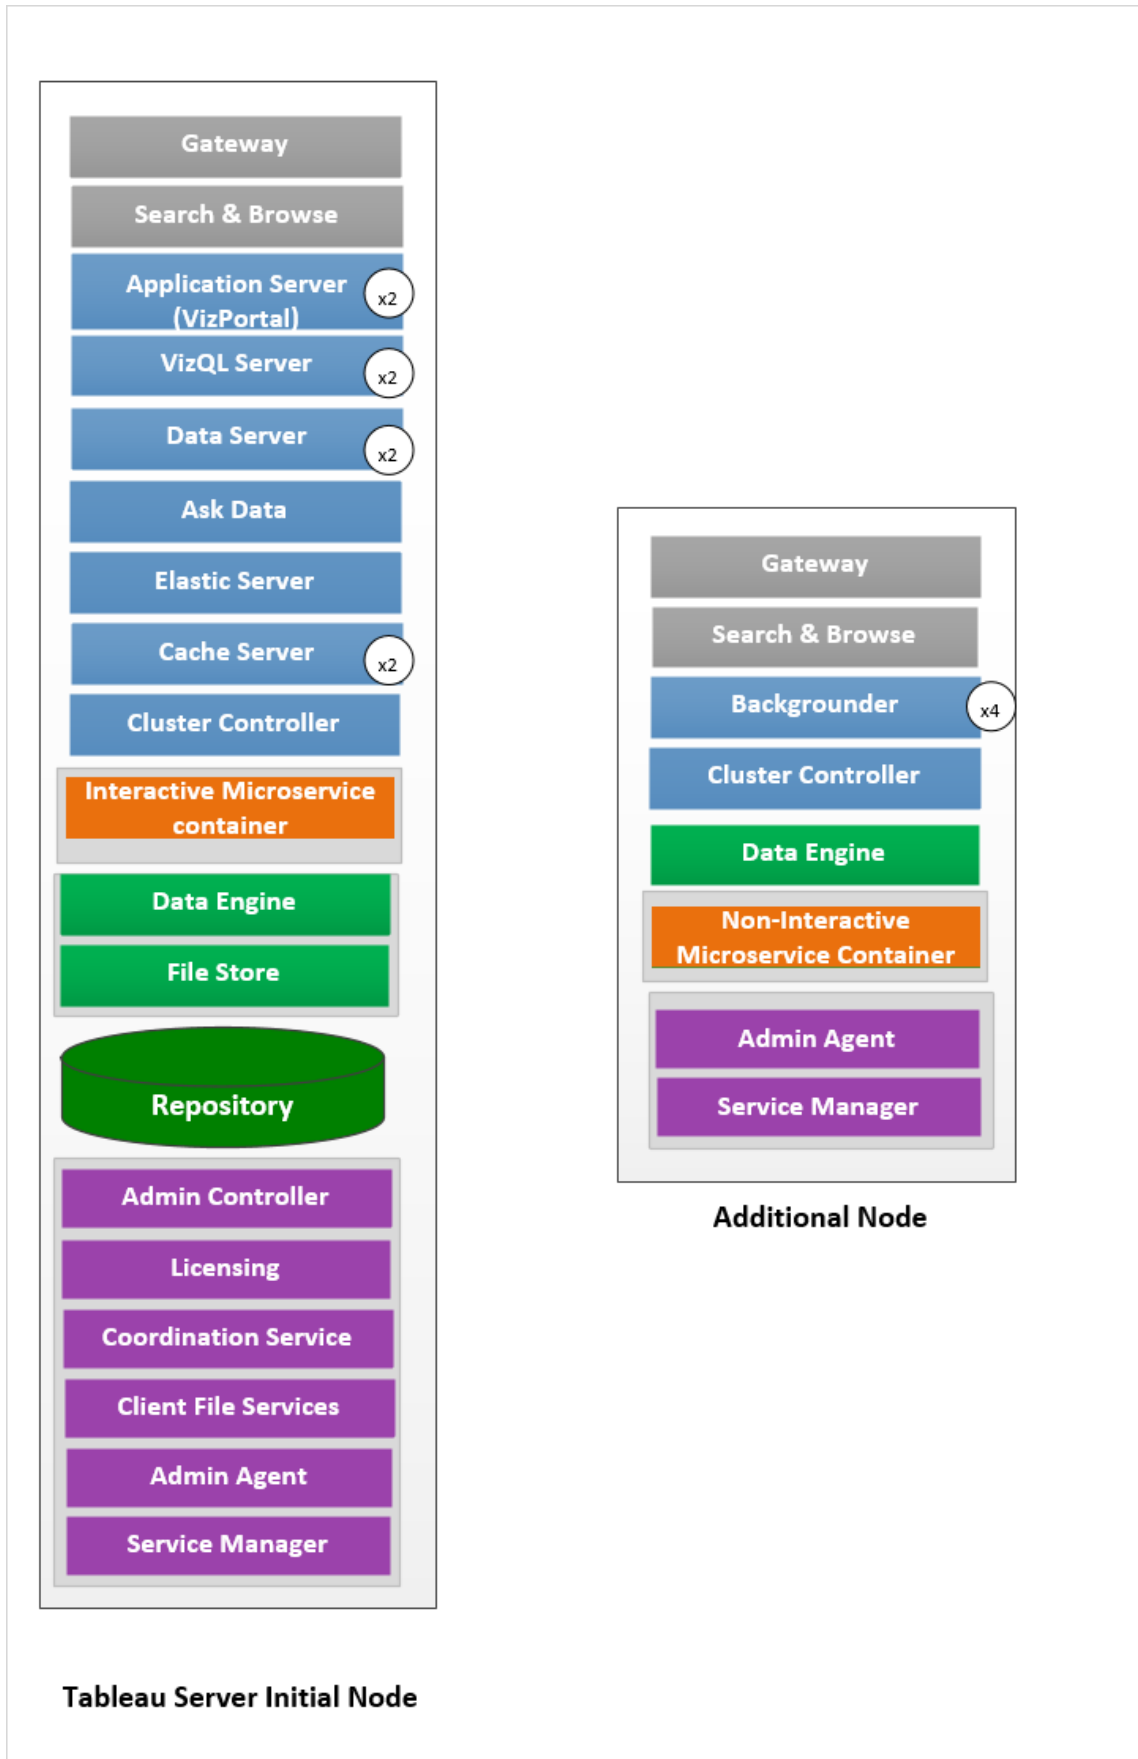 Gateway
Search & Browse
Application Server
(VizPortal)
x2
VizQL Server
x2
Data Server
x2
Ask Data
Elastic Server
Cache Server
x2
Cluster Controller
Interactive Microservice
container
Data Engine
File Store
Repository
Admin Controller
Licensing
Coordination Service
Client File Services
Admin Agent
Service Manager
Tableau Server Initial Node
Gateway
Search & Browse
Backgrounder
x4
Cluster Controller
Data Engine
Non-Interactive
Microservice Container
Admin Agent
Service Manager
Additional Node